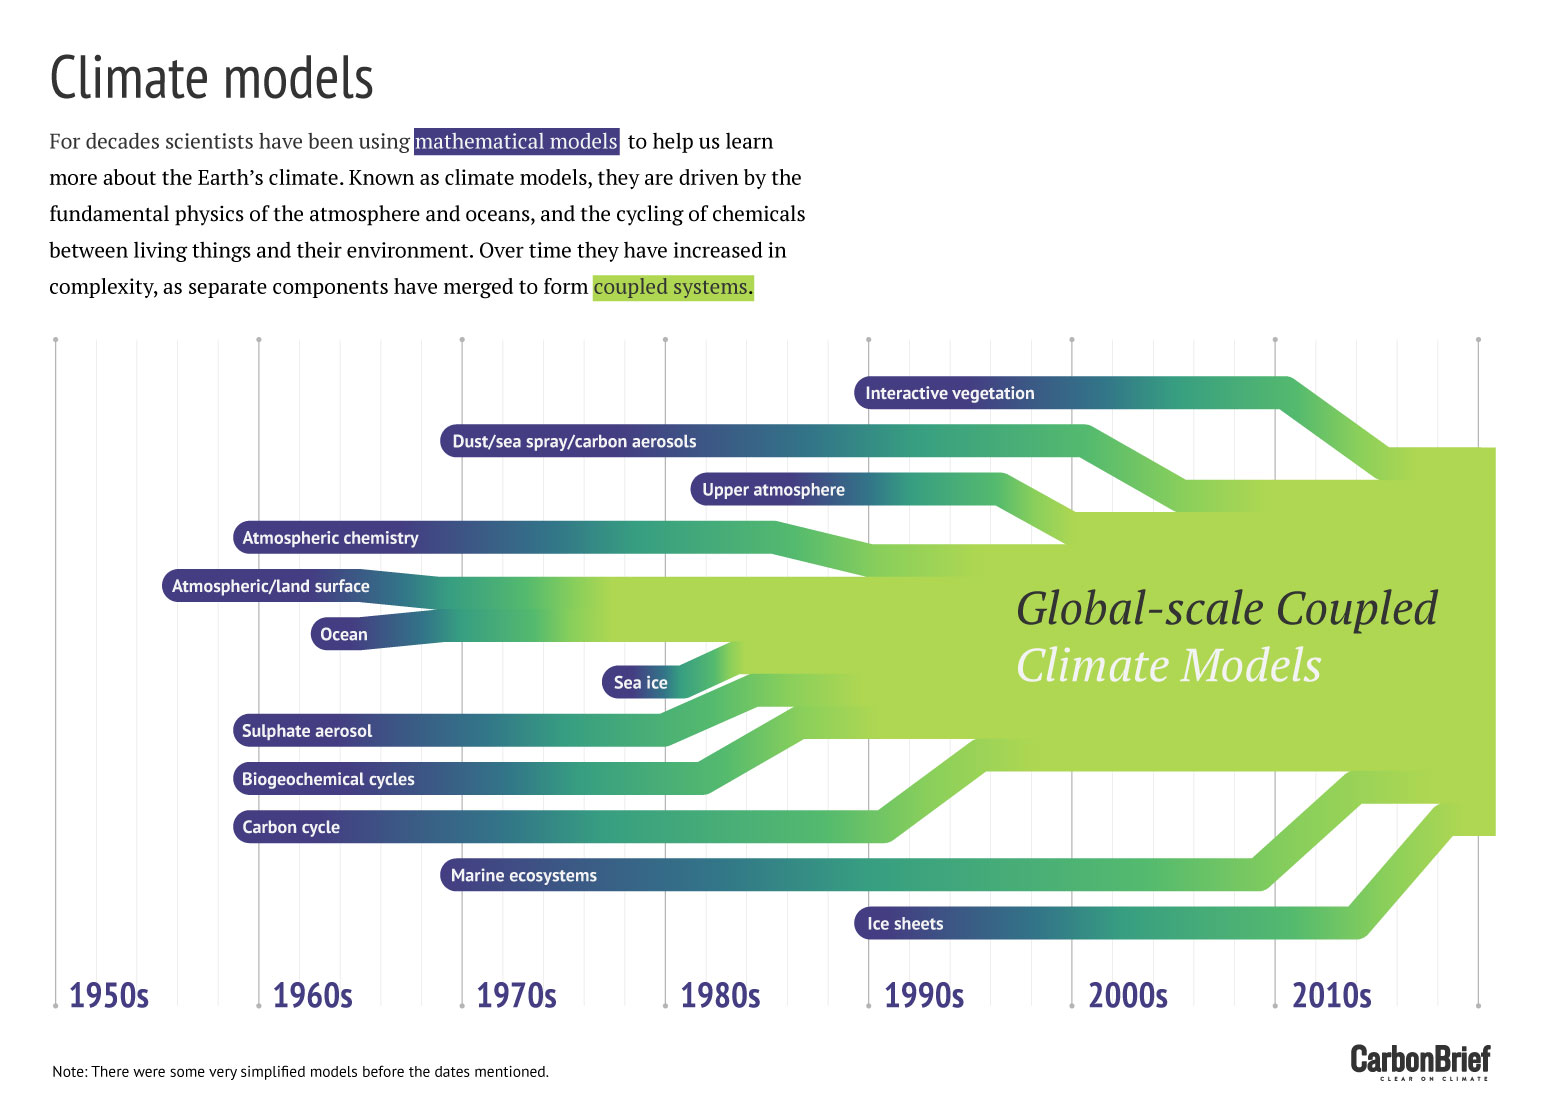 Climate models
For decades scientists have been using mathematical models to help us learn
more about the Earth’s climate. Known as climate models, they are driven by the
fundamental physics of the atmosphere and oceans, and the cycling of chemicals
between living things and their environment. Over time they have increased in
complexity, as separate components have merged to form coupled systems.
Interactive vegetation
Dust/sea spray/carbon aerosols
Upper atmosphere
Atmospheric chemistry
Atmospheric/land surface
Ocean
Global-scale Coupled
Climate Models
Sea ice
Sulphate aerosol
Biogeochemical cycles
Carbon cycle
Marine ecosystems
Ice sheets
1950s 1960s 1970s 1980s 1990s 2000s 2010s
Note: There were some very simplified models before the dates mentioned.
CarbonBrief
CLEAR ON CLIMATE